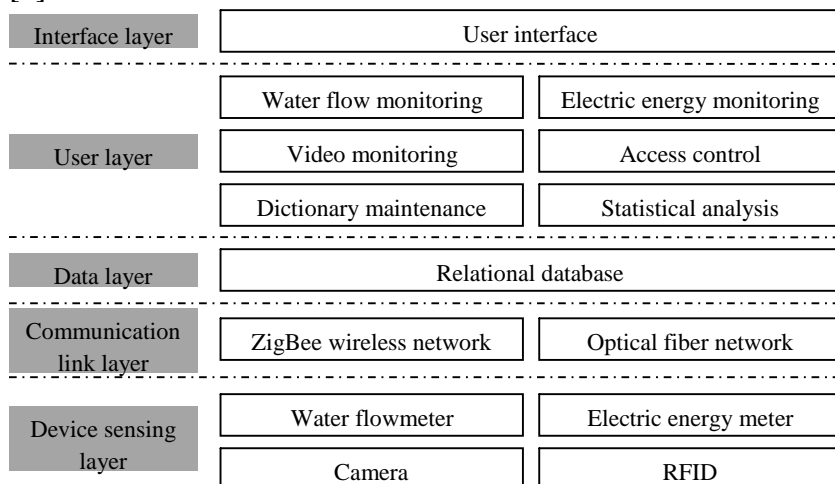 Interface layer
User interface
Water flow monitoring
Electric energy monitoring
User layer
Video monitoring
Access control
Dictionary maintenance
Statistical analysis
Data layer
Relational database
Communication
link layer
ZigBee wireless network
Optical fiber network
Device sensing
layer
Water flowmeter
Electric energy meter
Camera
RFID